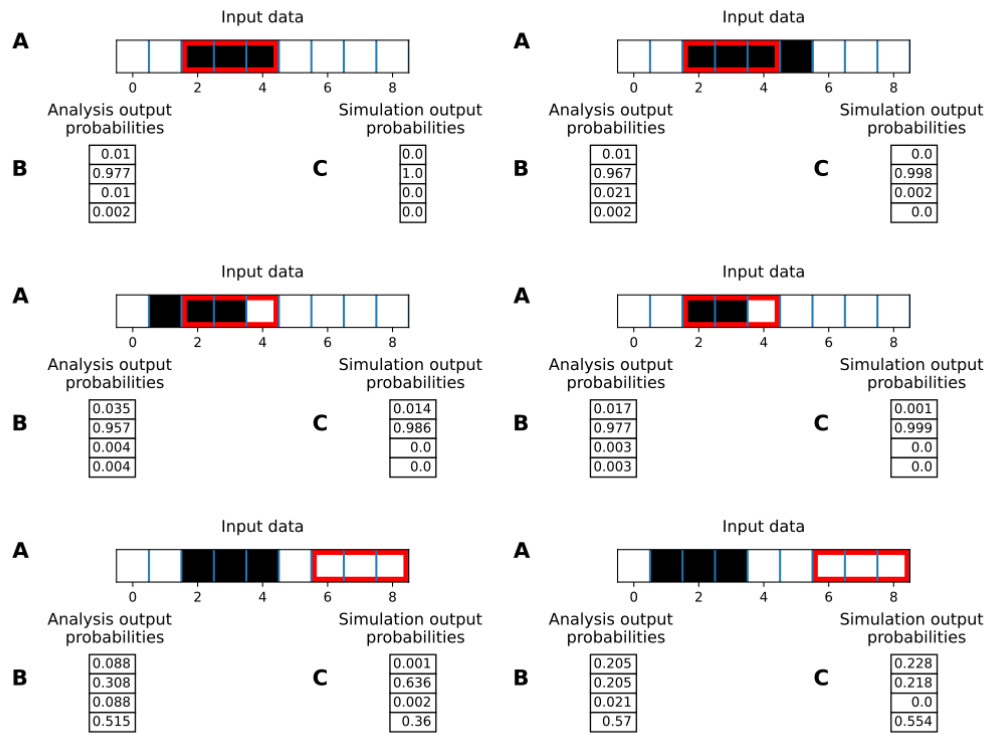 Input data
A
0 2 4 6 8
Analysis output
probabilities
Simulation output
probabilities
B
0.01
0.977
0.01
0.002
C
0.0
1.0
0.0
0.0
Input data
A
0 2 4 6 8
Analysis output
probabilities
Simulation output
probabilities
B
0.01
0.967
0.021
0.002
C
0.0
0.998
0.002
0.0
Input data
A
0 2 4 6 8
Analysis output
probabilities
Simulation output
probabilities
B
0.035
0.957
0.004
0.004
C
0.014
0.986
0.0
0.0
Input data
A
0 2 4 6 8
Analysis output
probabilities
Simulation output
probabilities
B
0.017
0.977
0.003
0.003
C
0.001
0.999
0.0
0.0
Input data
A
0 2 4 6 8
Analysis output
probabilities
Simulation output
probabilities
B
0.088
0.308
0.088
0.515
C
0.001
0.636
0.002
0.36
Input data
A
0 2 4 6 8
Analysis output
probabilities
Simulation output
probabilities
B
0.205
0.205
0.021
0.57
C
0.228
0.218
0.0
0.554